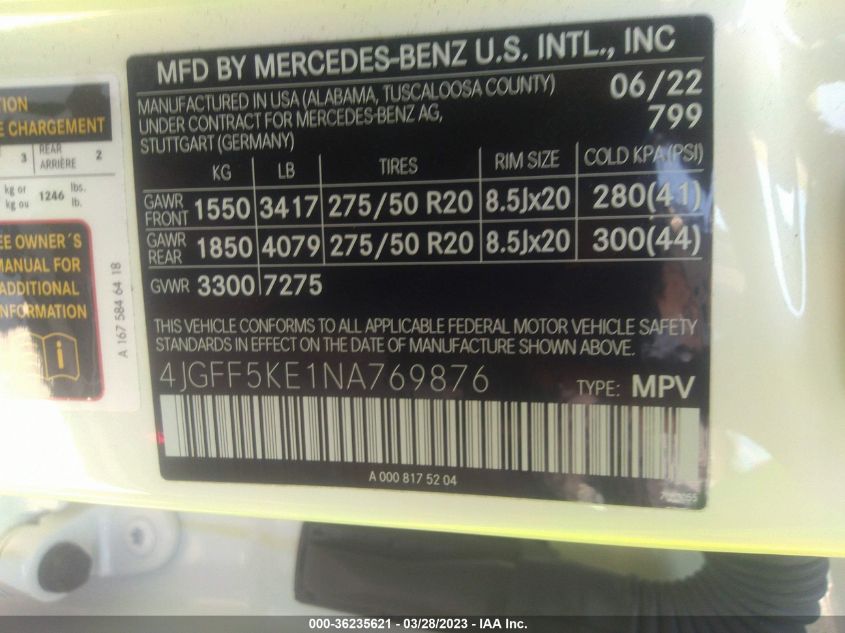 MFD BY MERCEDES-BENZ U.S. INTL., INC
MANUFACTURED IN USA (ALABAMA, TUSCALOOSA COUNTY) 06/22
UNDER CONTRACT FOR MERCEDES-BENZ AG, 799
STUTTGART (GERMANY)
KG LB TIRES RIM SIZE COLD KPA(PSI)
GAWR FRONT 1550 3417 275/50 R20 8.5Jx20 280(41)
GAWR REAR 1850 4079 275/50 R20 8.5Jx20 300(44)
GVWR 3300 7275
THIS VEHICLE CONFORMS TO ALL APPLICABLE FEDERAL MOTOR VEHICLE SAFETY
STANDARDS IN EFFECT ON THE DATE OF MANUFACTURE SHOWN ABOVE.
4JGFF5KE1NA769876 TYPE: MPV
A 000 817 52 04
TION
E CHARGEMENT
3 REAR 2
ARRIÈRE
kg or 1246 lbs.
kg ou lb.
EE OWNER´S
MANUAL FOR
ADDITIONAL
INFORMATION
i
A 167 584 64 18
000-36235621 - 03/28/2023 - IAA Inc.